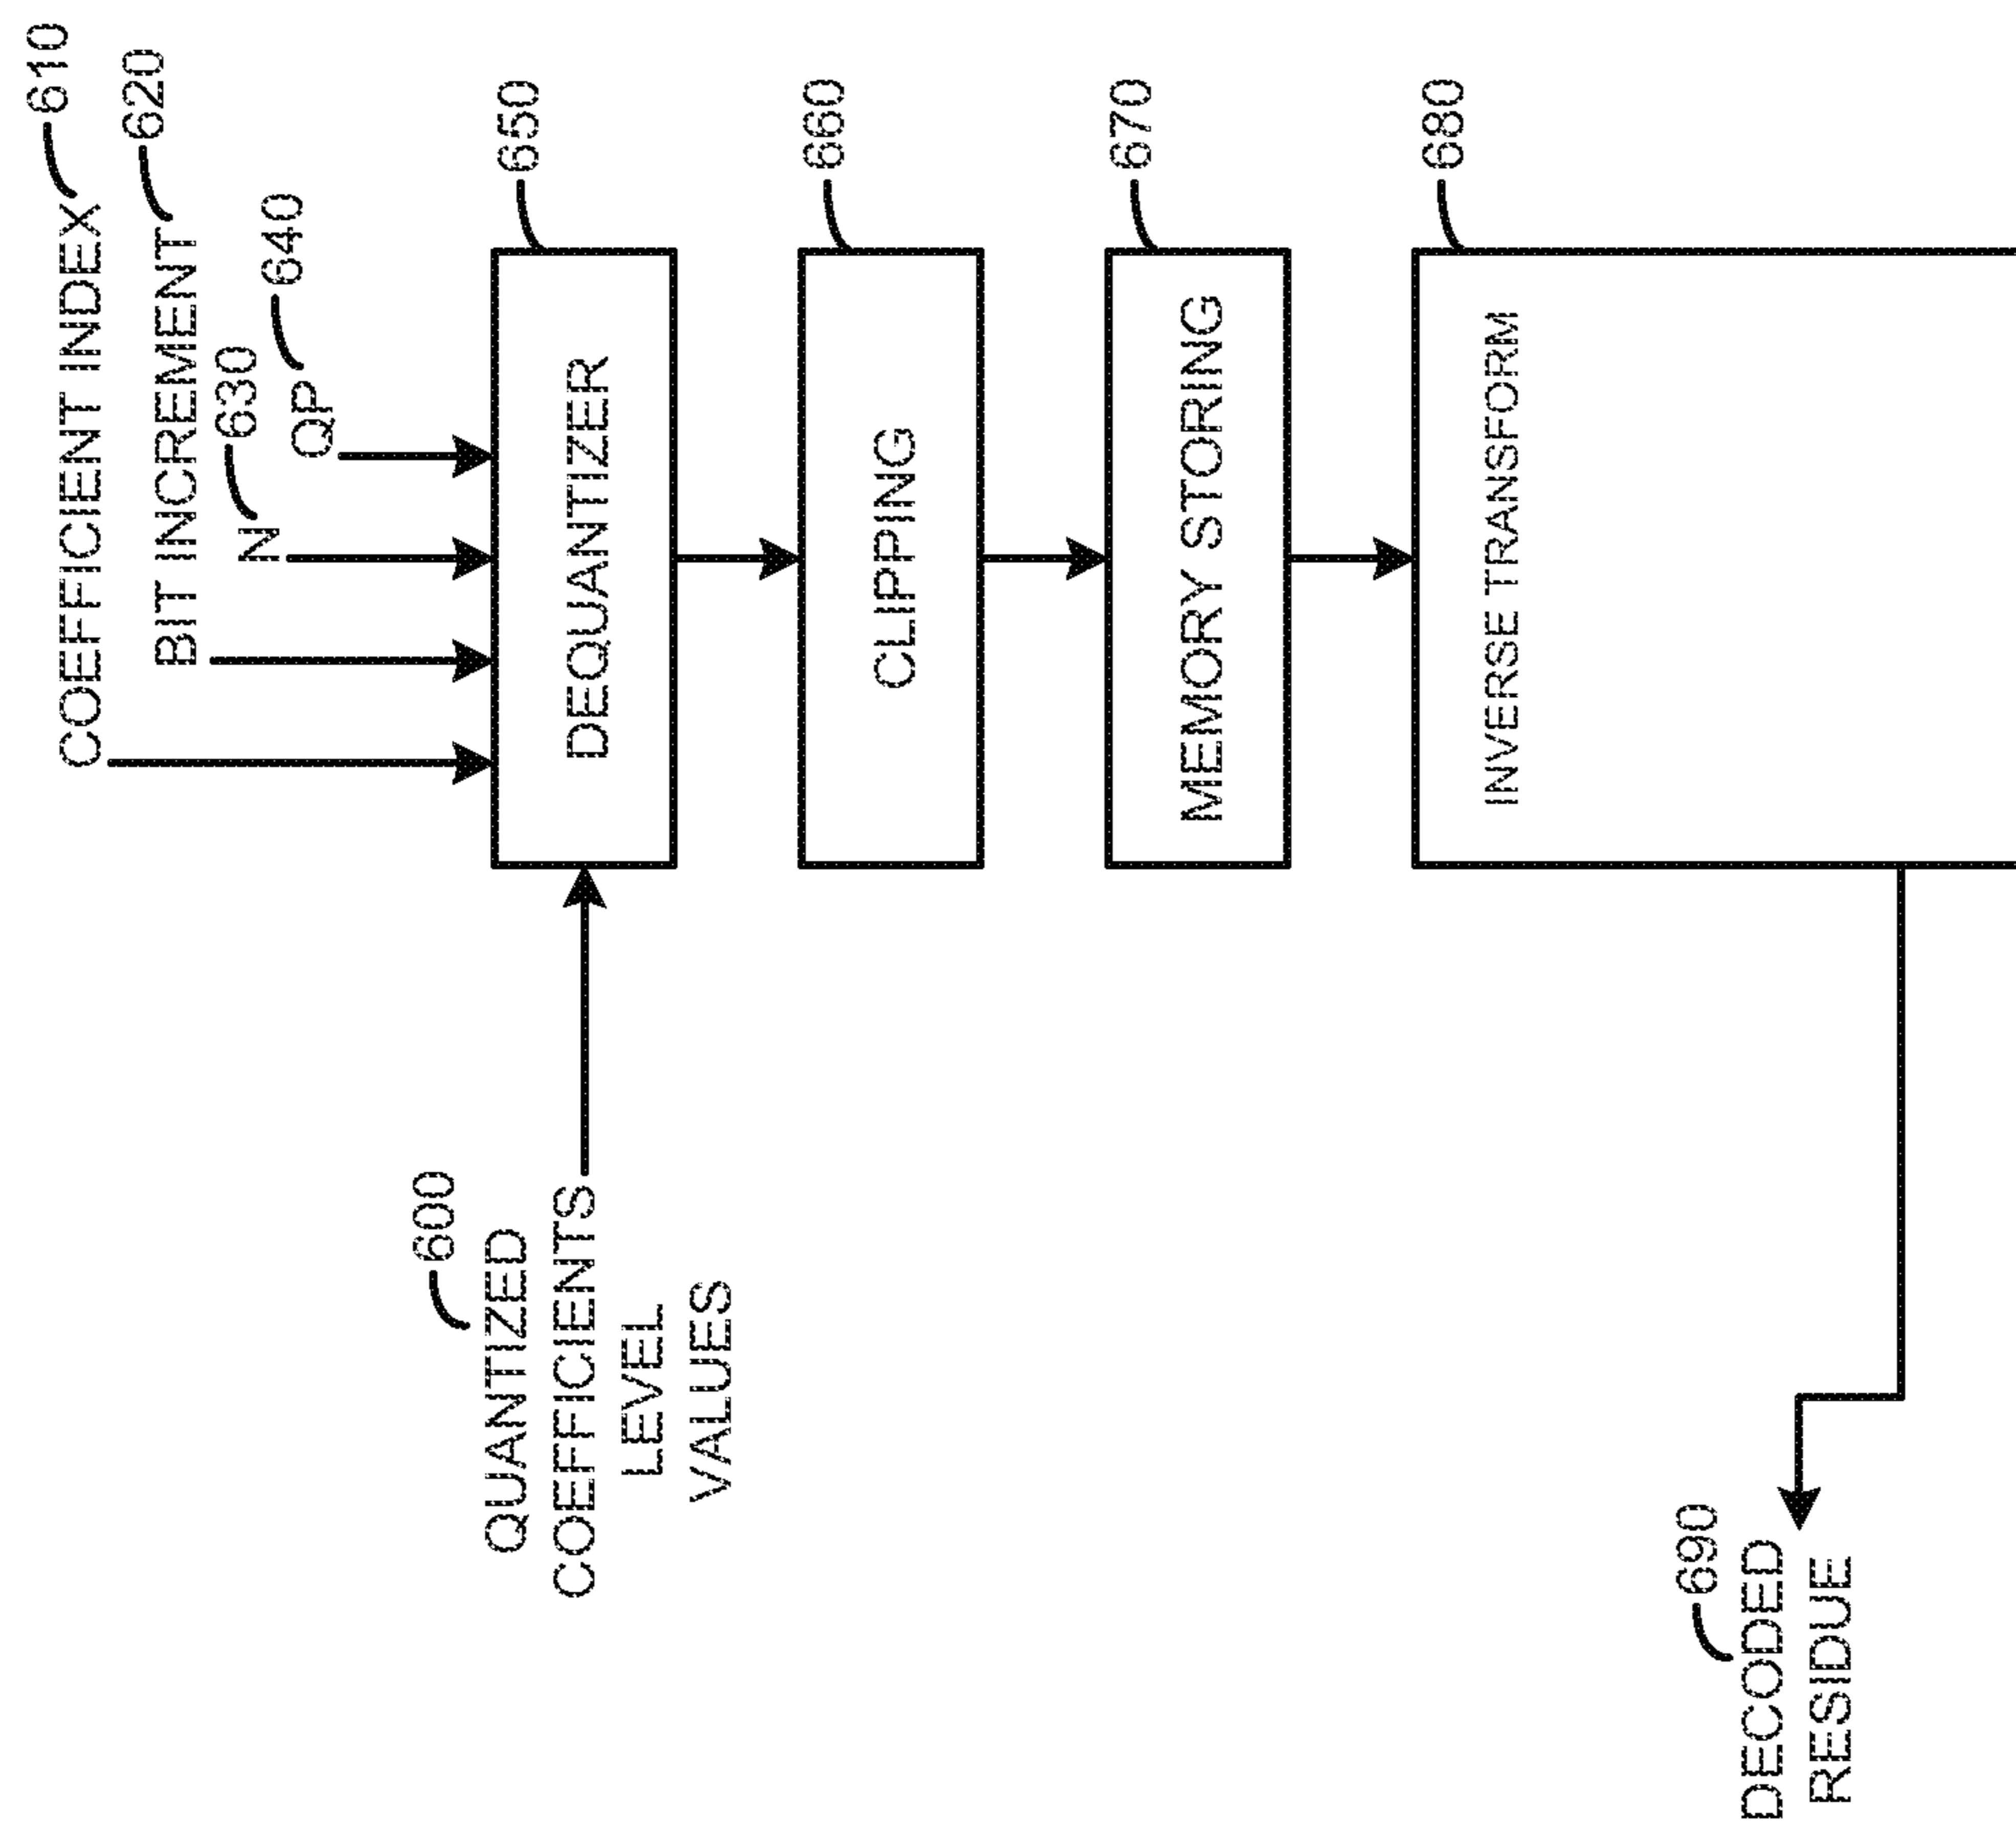 COEFFICIENT INDEX 610
BIT INCREMENT 620
N 630
QP 640
600
QUANTIZED
COEFFICIENTS
LEVEL
VALUES
DEQUANTIZER
650
CLIPPING
660
MEMORY STORING
670
INVERSE TRANSFORM
680
690
DECODED
RESIDUE